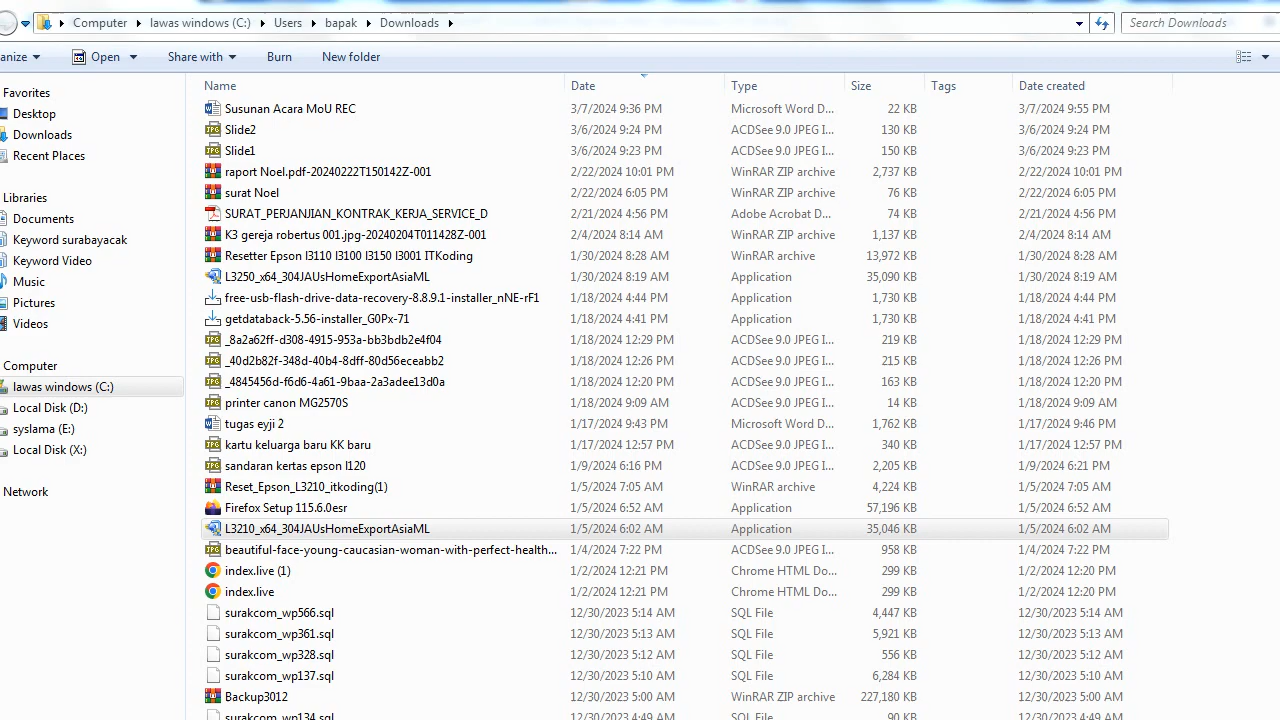 Computer lawas windows (C:) Users bapak Downloads Search Downloads
anize Open Share with Burn New folder
Name Date Type Size Tags Date created
Favorites
Desktop
Downloads
Recent Places
Libraries
Documents
Keyword surabayacak
Keyword Video
Music
Pictures
Videos
Computer
lawas windows (C:)
Local Disk (D:)
syslama (E:)
Local Disk (X:)
Network
Susunan Acara MoU REC 3/7/2024 9:36 PM Microsoft Word D... 22 KB 3/7/2024 9:55 PM
Slide2 3/6/2024 9:24 PM ACDSee 9.0 JPEG I... 130 KB 3/6/2024 9:24 PM
Slide1 3/6/2024 9:23 PM ACDSee 9.0 JPEG I... 150 KB 3/6/2024 9:23 PM
raport Noel.pdf-20240222T150142Z-001 2/22/2024 10:01 PM WinRAR ZIP archive 2,737 KB 2/22/2024 10:01 PM
surat Noel 2/22/2024 6:05 PM WinRAR ZIP archive 76 KB 2/22/2024 6:05 PM
SURAT_PERJANJIAN_KONTRAK_KERJA_SERVICE_D 2/21/2024 4:56 PM Adobe Acrobat D... 74 KB 2/21/2024 4:56 PM
K3 gereja robertus 001.jpg-20240204T011428Z-001 2/4/2024 8:14 AM WinRAR ZIP archive 1,137 KB 2/4/2024 8:14 AM
Resetter Epson l3110 l3100 l3150 l3001 ITKoding 1/30/2024 8:28 AM WinRAR archive 13,972 KB 1/30/2024 8:28 AM
L3250_x64_304JAUsHomeExportAsiaML 1/30/2024 8:19 AM Application 35,090 KB 1/30/2024 8:19 AM
free-usb-flash-drive-data-recovery-8.8.9.1-installer_nNE-rF1 1/18/2024 4:44 PM Application 1,730 KB 1/18/2024 4:44 PM
getdataback-5.56-installer_G0Px-71 1/18/2024 4:41 PM Application 1,730 KB 1/18/2024 4:41 PM
_8a2a62ff-d308-4915-953a-bb3bdb2e4f04 1/18/2024 12:29 PM ACDSee 9.0 JPEG I... 219 KB 1/18/2024 12:29 PM
_40d2b82f-348d-40b4-8dff-80d56eceabb2 1/18/2024 12:26 PM ACDSee 9.0 JPEG I... 215 KB 1/18/2024 12:26 PM
_4845456d-f6d6-4a61-9baa-2a3adee13d0a 1/18/2024 12:20 PM ACDSee 9.0 JPEG I... 163 KB 1/18/2024 12:20 PM
printer canon MG2570S 1/18/2024 9:09 AM ACDSee 9.0 JPEG I... 14 KB 1/18/2024 9:09 AM
tugas eyji 2 1/17/2024 9:43 PM Microsoft Word D... 1,762 KB 1/17/2024 9:46 PM
kartu keluarga baru KK baru 1/17/2024 12:57 PM ACDSee 9.0 JPEG I... 340 KB 1/17/2024 12:57 PM
sandaran kertas epson l120 1/9/2024 6:16 PM ACDSee 9.0 JPEG I... 2,205 KB 1/9/2024 6:21 PM
Reset_Epson_L3210_itkoding(1) 1/5/2024 7:05 AM WinRAR archive 4,224 KB 1/5/2024 7:05 AM
Firefox Setup 115.6.0esr 1/5/2024 6:52 AM Application 57,196 KB 1/5/2024 6:52 AM
L3210_x64_304JAUsHomeExportAsiaML 1/5/2024 6:02 AM Application 35,046 KB 1/5/2024 6:02 AM
beautiful-face-young-caucasian-woman-with-perfect-health... 1/4/2024 7:22 PM ACDSee 9.0 JPEG I... 958 KB 1/4/2024 7:22 PM
index.live (1) 1/2/2024 12:21 PM Chrome HTML Do... 299 KB 1/2/2024 12:20 PM
index.live 1/2/2024 12:21 PM Chrome HTML Do... 299 KB 1/2/2024 12:20 PM
surakcom_wp566.sql 12/30/2023 5:14 AM SQL File 4,447 KB 12/30/2023 5:14 AM
surakcom_wp361.sql 12/30/2023 5:13 AM SQL File 5,921 KB 12/30/2023 5:13 AM
surakcom_wp328.sql 12/30/2023 5:12 AM SQL File 556 KB 12/30/2023 5:12 AM
surakcom_wp137.sql 12/30/2023 5:10 AM SQL File 6,284 KB 12/30/2023 5:10 AM
Backup3012 12/30/2023 5:00 AM WinRAR ZIP archive 227,180 KB 12/30/2023 5:00 AM
surakcom_wp134.sql 12/30/2023 4:49 AM SQL File 90 KB 12/30/2023 4:49 AM